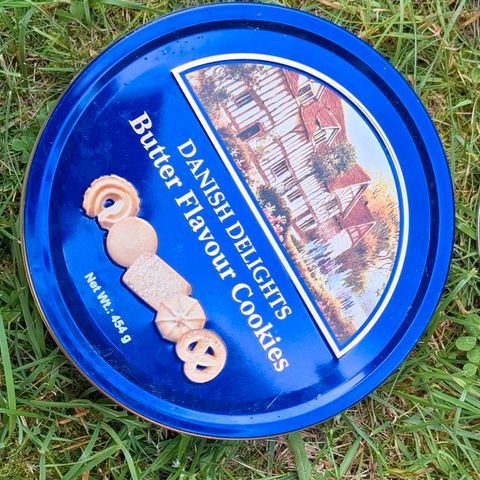 DANISH DELIGHTS
Butter Flavour Cookies
Net Wt.: 454 g